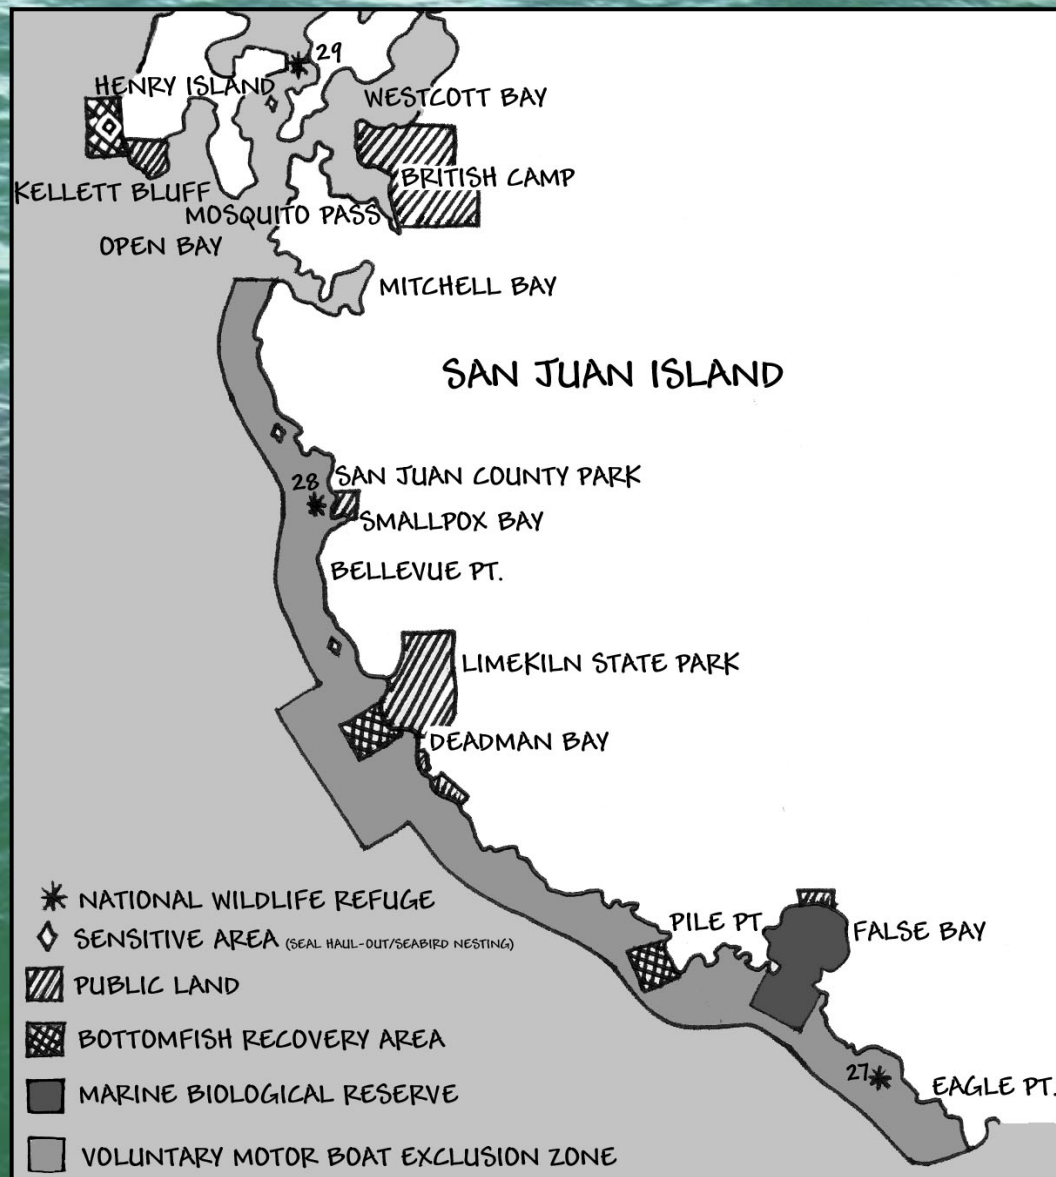 29
HENRY ISLAND
WESTCOTT BAY
BRITISH CAMP
KELLETT BLUFF
MOSQUITO PASS
OPEN BAY
MITCHELL BAY
SAN JUAN ISLAND
SAN JUAN COUNTY PARK
28
SMALLPOX BAY
BELLEVUE PT.
LIMEKILN STATE PARK
DEADMAN BAY
PILE PT.
FALSE BAY
27
EAGLE PT.
NATIONAL WILDLIFE REFUGE
SENSITIVE AREA (SEAL HAUL-OUT/SEABIRD NESTING)
PUBLIC LAND
BOTTOMFISH RECOVERY AREA
MARINE BIOLOGICAL RESERVE
VOLUNTARY MOTOR BOAT EXCLUSION ZONE